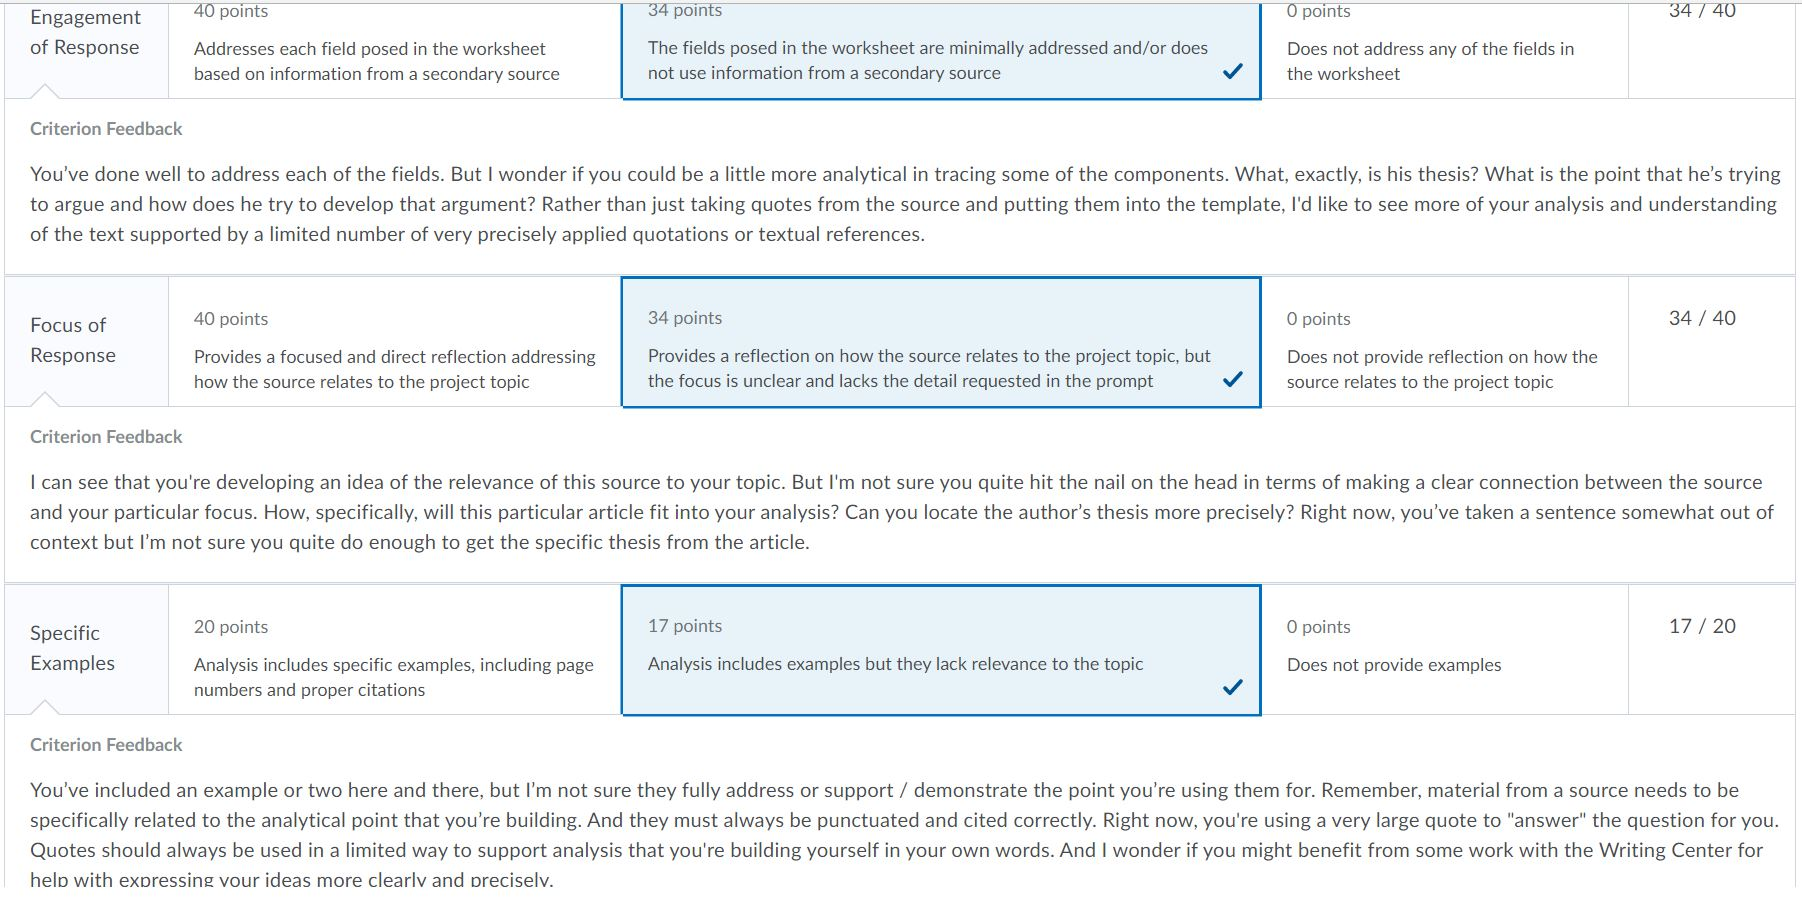 Engagement
of Response
40 points
Addresses each field posed in the worksheet
based on information from a secondary source
34 points
The fields posed in the worksheet are minimally addressed and/or does
not use information from a secondary source
0 points
Does not address any of the fields in
the worksheet
34 / 40
Criterion Feedback
You’ve done well to address each of the fields. But I wonder if you could be a little more analytical in tracing some of the components. What, exactly, is his thesis? What is the point that he’s trying
to argue and how does he try to develop that argument? Rather than just taking quotes from the source and putting them into the template, I'd like to see more of your analysis and understanding
of the text supported by a limited number of very precisely applied quotations or textual references.
Focus of
Response
40 points
Provides a focused and direct reflection addressing
how the source relates to the project topic
34 points
Provides a reflection on how the source relates to the project topic, but
the focus is unclear and lacks the detail requested in the prompt
0 points
Does not provide reflection on how the
source relates to the project topic
34 / 40
Criterion Feedback
I can see that you're developing an idea of the relevance of this source to your topic. But I'm not sure you quite hit the nail on the head in terms of making a clear connection between the source
and your particular focus. How, specifically, will this particular article fit into your analysis? Can you locate the author’s thesis more precisely? Right now, you’ve taken a sentence somewhat out of
context but I’m not sure you quite do enough to get the specific thesis from the article.
Specific
Examples
20 points
Analysis includes specific examples, including page
numbers and proper citations
17 points
Analysis includes examples but they lack relevance to the topic
0 points
Does not provide examples
17 / 20
Criterion Feedback
You’ve included an example or two here and there, but I’m not sure they fully address or support / demonstrate the point you’re using them for. Remember, material from a source needs to be
specifically related to the analytical point that you’re building. And they must always be punctuated and cited correctly. Right now, you're using a very large quote to "answer" the question for you.
Quotes should always be used in a limited way to support analysis that you're building yourself in your own words. And I wonder if you might benefit from some work with the Writing Center for
help with expressing your ideas more clearly and precisely.